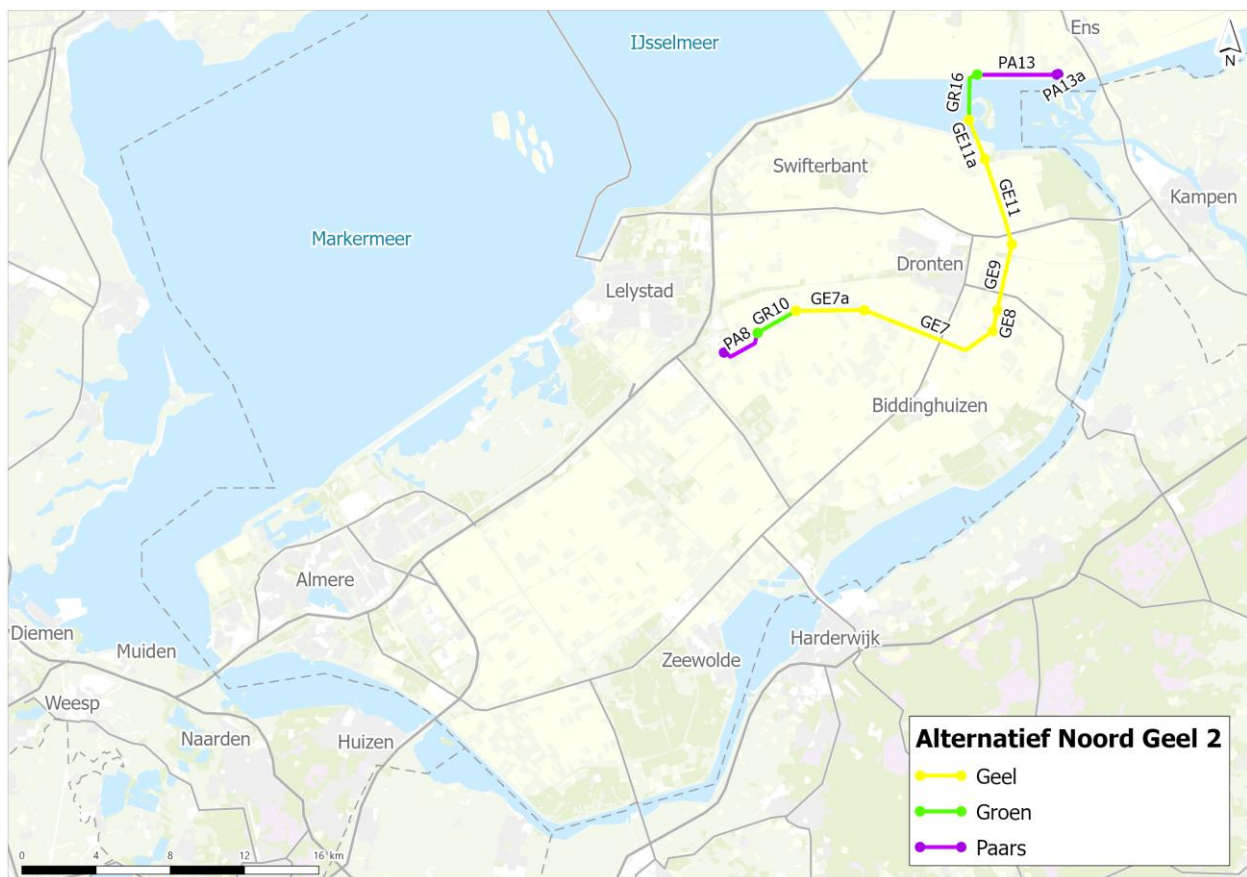 IJsselmeer
Ens
N
PA13
PA13a
GR16
GE11a
Swifterbant
GE11
Kampen
Markermeer
Dronten
GE9
Lelystad
GE7a
GR10
GE7
GE8
PA8
Biddinghuizen
Almere
Diemen
Muiden
Harderwijk
Zeewolde
Weesp
Naarden
Huizen
Alternatief Noord Geel 2
Geel
Groen
Paars
0 4 8 12 16 km